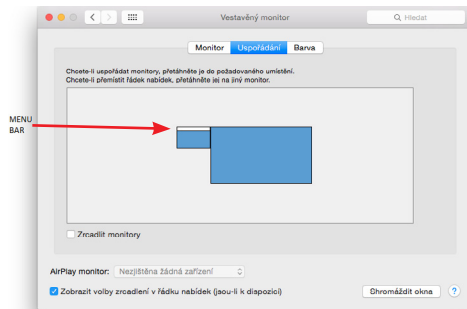 Vestavěný monitor
Hledat
Monitor Uspořádání Barva
Chcete-li uspořádat monitory, přetáhněte je do požadovaného umístění.
Chcete-li přemístit řádek nabídek, přetáhněte jej na jiný monitor.
MENU
BAR
Zrcadlit monitory
AirPlay monitor: Nezjištěna žádná zařízení
Zobrazit volby zrcadlení v řádku nabídek (jsou-li k dispozici)
Shromáždit okna ?